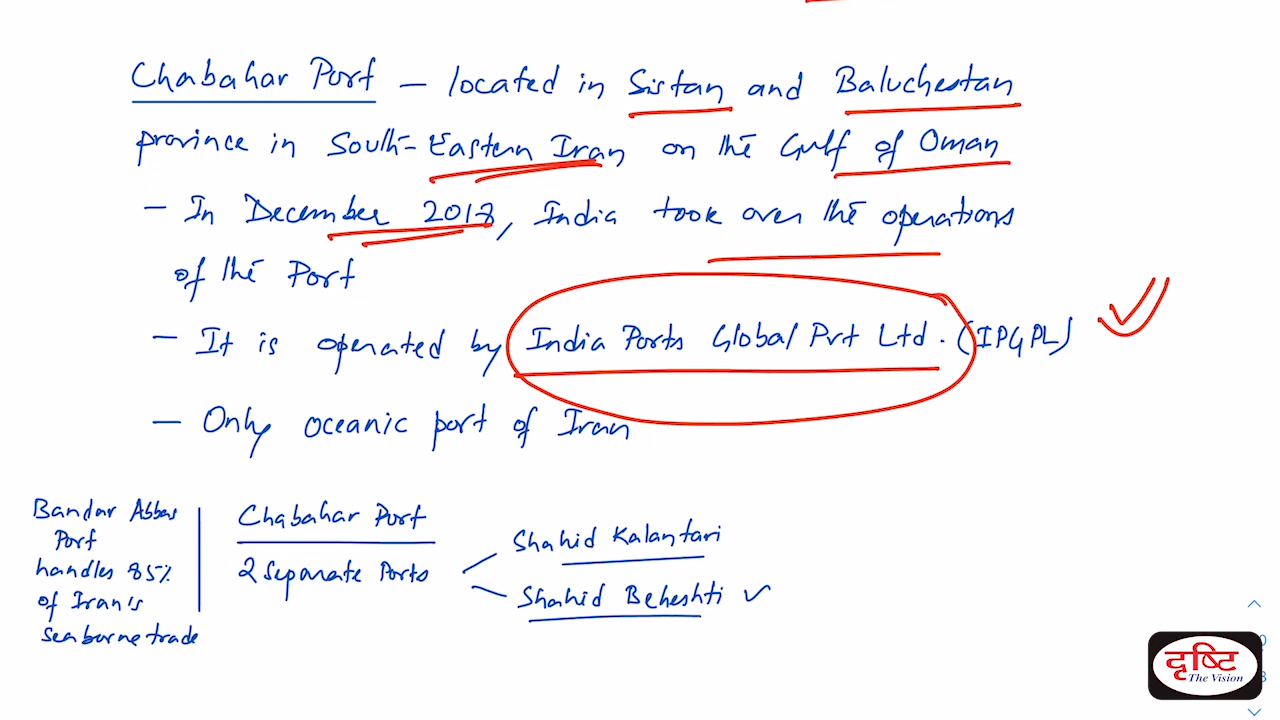 Chabahar Port – located in Sistan and Baluchestan
province in South-Eastern Iran on the Gulf of Oman
– In December 2018, India took over the operations
of the Port
– It is operated by India Ports Global Pvt Ltd. (IPGPL)
– Only oceanic port of Iran
Bandar Abbas
Port
handles 85%
of Iran's
seaborne trade
Chabahar Port
2 Separate Ports
Shahid Kalantari
Shahid Beheshti
दृष्टि
The Vision